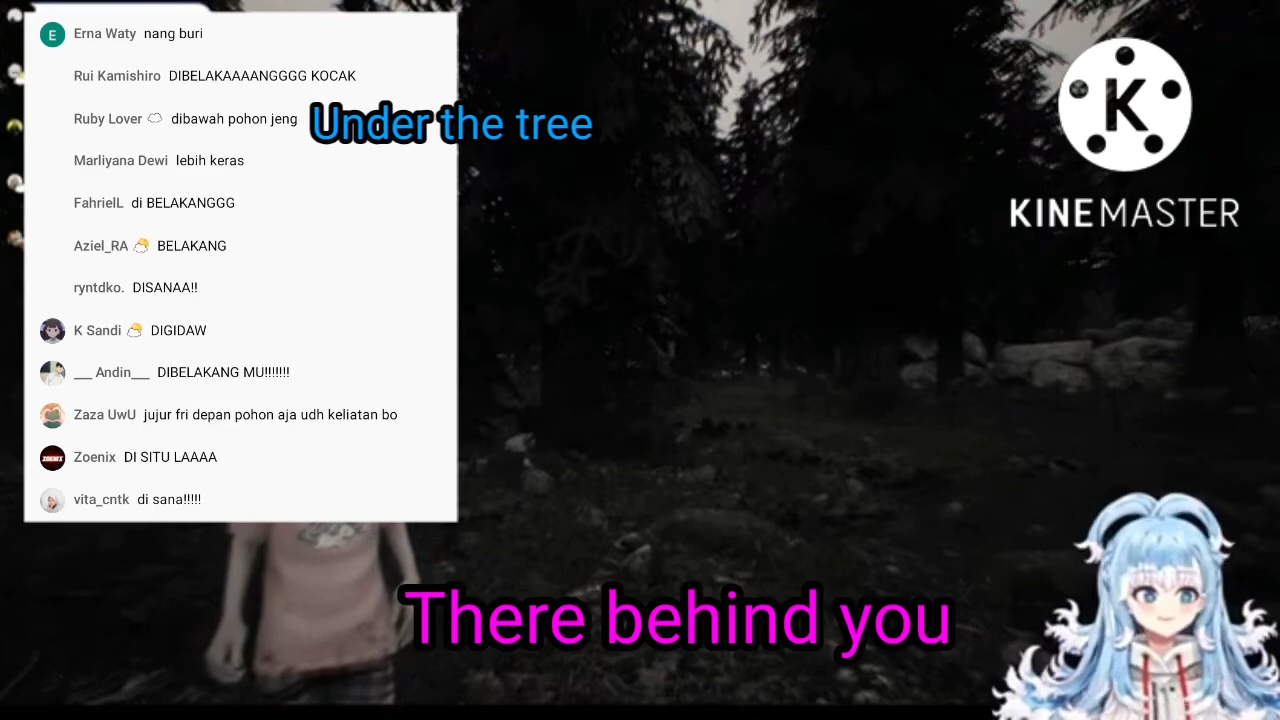 Erna Waty nang buri
Rui Kamishiro DIBELAKAAAANGGGG KOCAK
Ruby Lover dibawah pohon jeng
Under the tree
Marliyana Dewi lebih keras
FahrielL di BELAKANGGG
Aziel_RA BELAKANG
ryntdko. DISANAA!!
K Sandi DIGIDAW
___ Andin___ DIBELAKANG MU!!!!!!!
Zaza UwU jujur fri depan pohon aja udh keliatan bo
Zoenix DI SITU LAAAA
vita_cntk di sana!!!!!
There behind you
K
KINEMASTER
E
ZOENIX